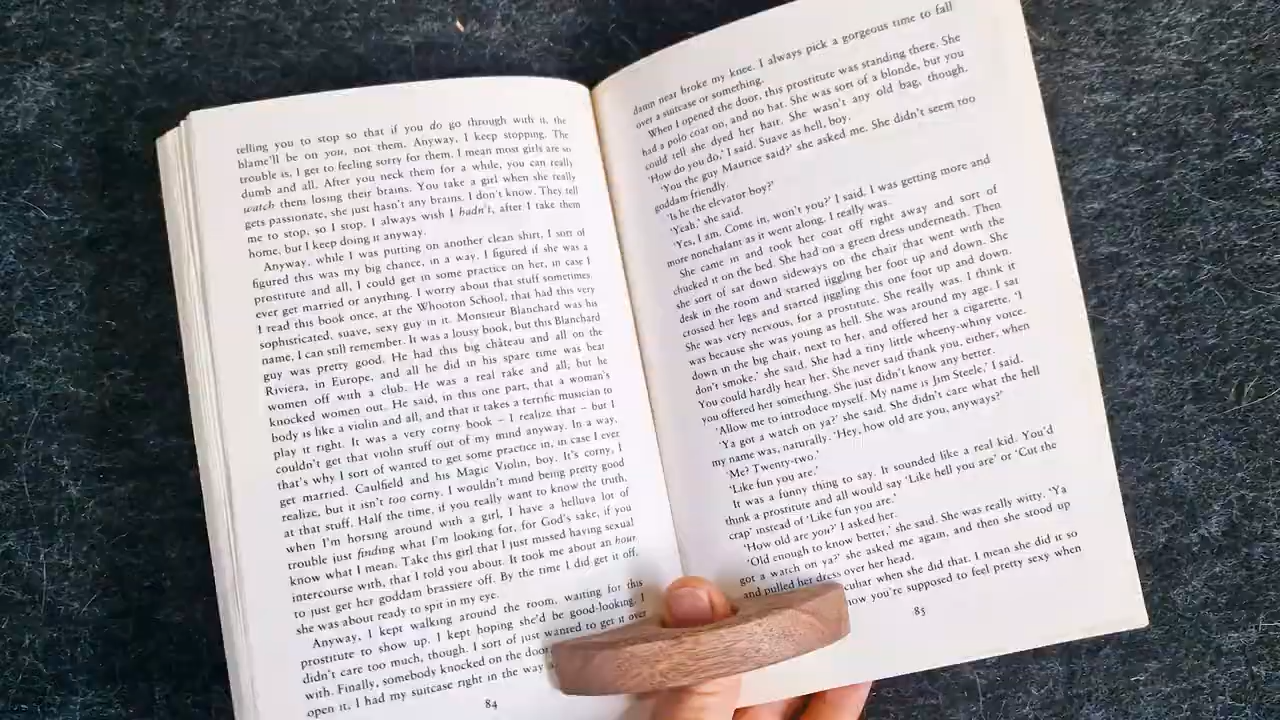 telling you to stop so that if you do go through with it, the
blame'll be on you, not them. Anyway, I keep stopping. The
trouble is, I get to feeling sorry for them. I mean most girls are so
dumb and all. After you neck them for a while, you can really
watch them losing their brains. You take a girl when she really
gets passionate, she just hasn't any brains. I don't know. They tell
me to stop, so I stop. I always wish I hadn't, after I take them
home, but I keep doing it anyway.
Anyway, while I was putting on another clean shirt, I sort of
figured this was my big chance, in a way. I figured if she was a
prostitute and all, I could get in some practice on her, in case I
ever get married or anything. I worry about that stuff sometimes.
I read this book once, at the Whooton School, that had this very
sophisticated, suave, sexy guy in it. Monsieur Blanchard was his
name, I can still remember. It was a lousy book, but this Blanchard
guy was pretty good. He had this big château and all on the
Riviera, in Europe, and all he did in his spare time was beat
women off with a club. He was a real rake and all, but he
knocked women out. He said, in this one part, that a woman's
body is like a violin and all, and that it takes a terrific musician to
play it right. It was a very corny book – I realize that – but I
couldn't get that violin stuff out of my mind anyway. In a way,
that's why I sort of wanted to get some practice in, in case I ever
get married. Caulfield and his Magic Violin, boy. It's corny, I
realize, but it isn't too corny. I wouldn't mind being pretty good
at that stuff. Half the time, if you really want to know the truth,
when I'm horsing around with a girl, I have a helluva lot of
trouble just finding what I'm looking for, for God's sake, if you
know what I mean. Take this girl that I just missed having sexual
intercourse with, that I told you about. It took me about an hour
to just get her goddam brassiere off. By the time I did get it off,
she was about ready to spit in my eye.
Anyway, I kept walking around the room, waiting for this
prostitute to show up. I kept hoping she'd be good-looking. I
didn't care too much, though. I sort of just wanted to get it over
with. Finally, somebody knocked on the door,
open it, I had my suitcase right in the way
84
damn near broke my knee. I always pick a gorgeous time to fall
over a suitcase or something.
When I opened the door, this prostitute was standing there. She
had a polo coat on, and no hat. She was sort of a blonde, but you
could tell she dyed her hair. She wasn't any old bag, though.
'How do you do,' I said. Suave as hell, boy.
'You the guy Maurice said?' she asked me. She didn't seem too
goddam friendly.
'Is he the elevator boy?'
'Yeah,' she said.
'Yes, I am. Come in, won't you?' I said. I was getting more and
more nonchalant as it went along. I really was.
She came in and took her coat off right away and sort of
chucked it on the bed. She had on a green dress underneath. Then
she sort of sat down sideways on the chair that went with the
desk in the room and started jiggling her foot up and down. She
crossed her legs and started jiggling this one foot up and down.
She was very nervous, for a prostitute. She really was. I think it
was because she was young as hell. She was around my age. I sat
down in the big chair, next to her, and offered her a cigarette. 'I
don't smoke,' she said. She had a tiny little wheeny-whiny voice.
You could hardly hear her. She never said thank you, either, when
you offered her something. She just didn't know any better.
'Allow me to introduce myself. My name is Jim Steele,' I said.
'Ya got a watch on ya?' she said. She didn't care what the hell
my name was, naturally. 'Hey, how old are you, anyways?'
'Me? Twenty-two.'
'Like fun you are.'
It was a funny thing to say. It sounded like a real kid. You'd
think a prostitute and all would say 'Like hell you are' or 'Cut the
crap' instead of 'Like fun you are.'
'How old are you?' I asked her.
'Old enough to know better,' she said. She was really witty. 'Ya
got a watch on ya?' she asked me again, and then she stood up
and pulled her dress over her head.
when she did that. I mean she did it so
you're supposed to feel pretty sexy when
85